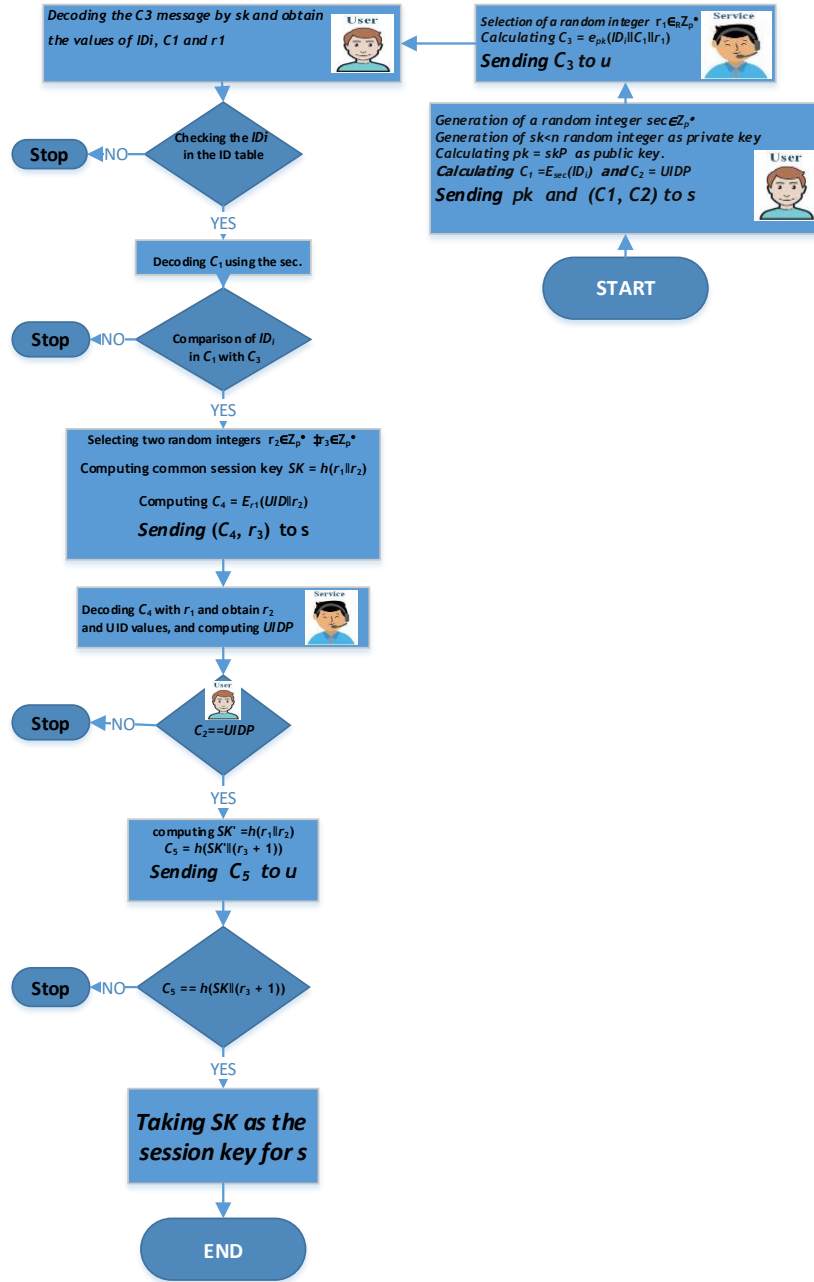 START
Generation of a random integer sec∈Zₚ*
Generation of sk<n random integer as private key
Calculating pk = skP as public key.
Calculating C₁ =E_sec(IDᵢ) and C₂ = UIDP
Sending pk and (C1, C2) to s
User
Selection of a random integer r₁∈_R Zₚ*
Calculating C₃ = e_pk(IDᵢ||C₁||r₁)
Sending C₃ to u
Service
Decoding the C3 message by sk and obtain
the values of IDi, C1 and r1
User
Checking the IDi
in the ID table
NO
Stop
YES
Decoding C₁ using the sec.
Comparison of IDᵢ
in C₁ with C₃
NO
Stop
YES
Selecting two random integers r₂∈Zₚ* ‡r₃∈Zₚ*
Computing common session key SK = h(r₁||r₂)
Computing C₄ = E_r1(UID||r₂)
Sending (C₄, r₃) to s
Decoding C₄ with r₁ and obtain r₂
and UID values, and computing UIDP
Service
User
C₂==UIDP
NO
Stop
YES
computing SK' =h(r₁||r₂)
C₅ = h(SK'||(r₃ + 1))
Sending C₅ to u
C₅ == h(SK||(r₃ + 1))
NO
Stop
YES
Taking SK as the
session key for s
END